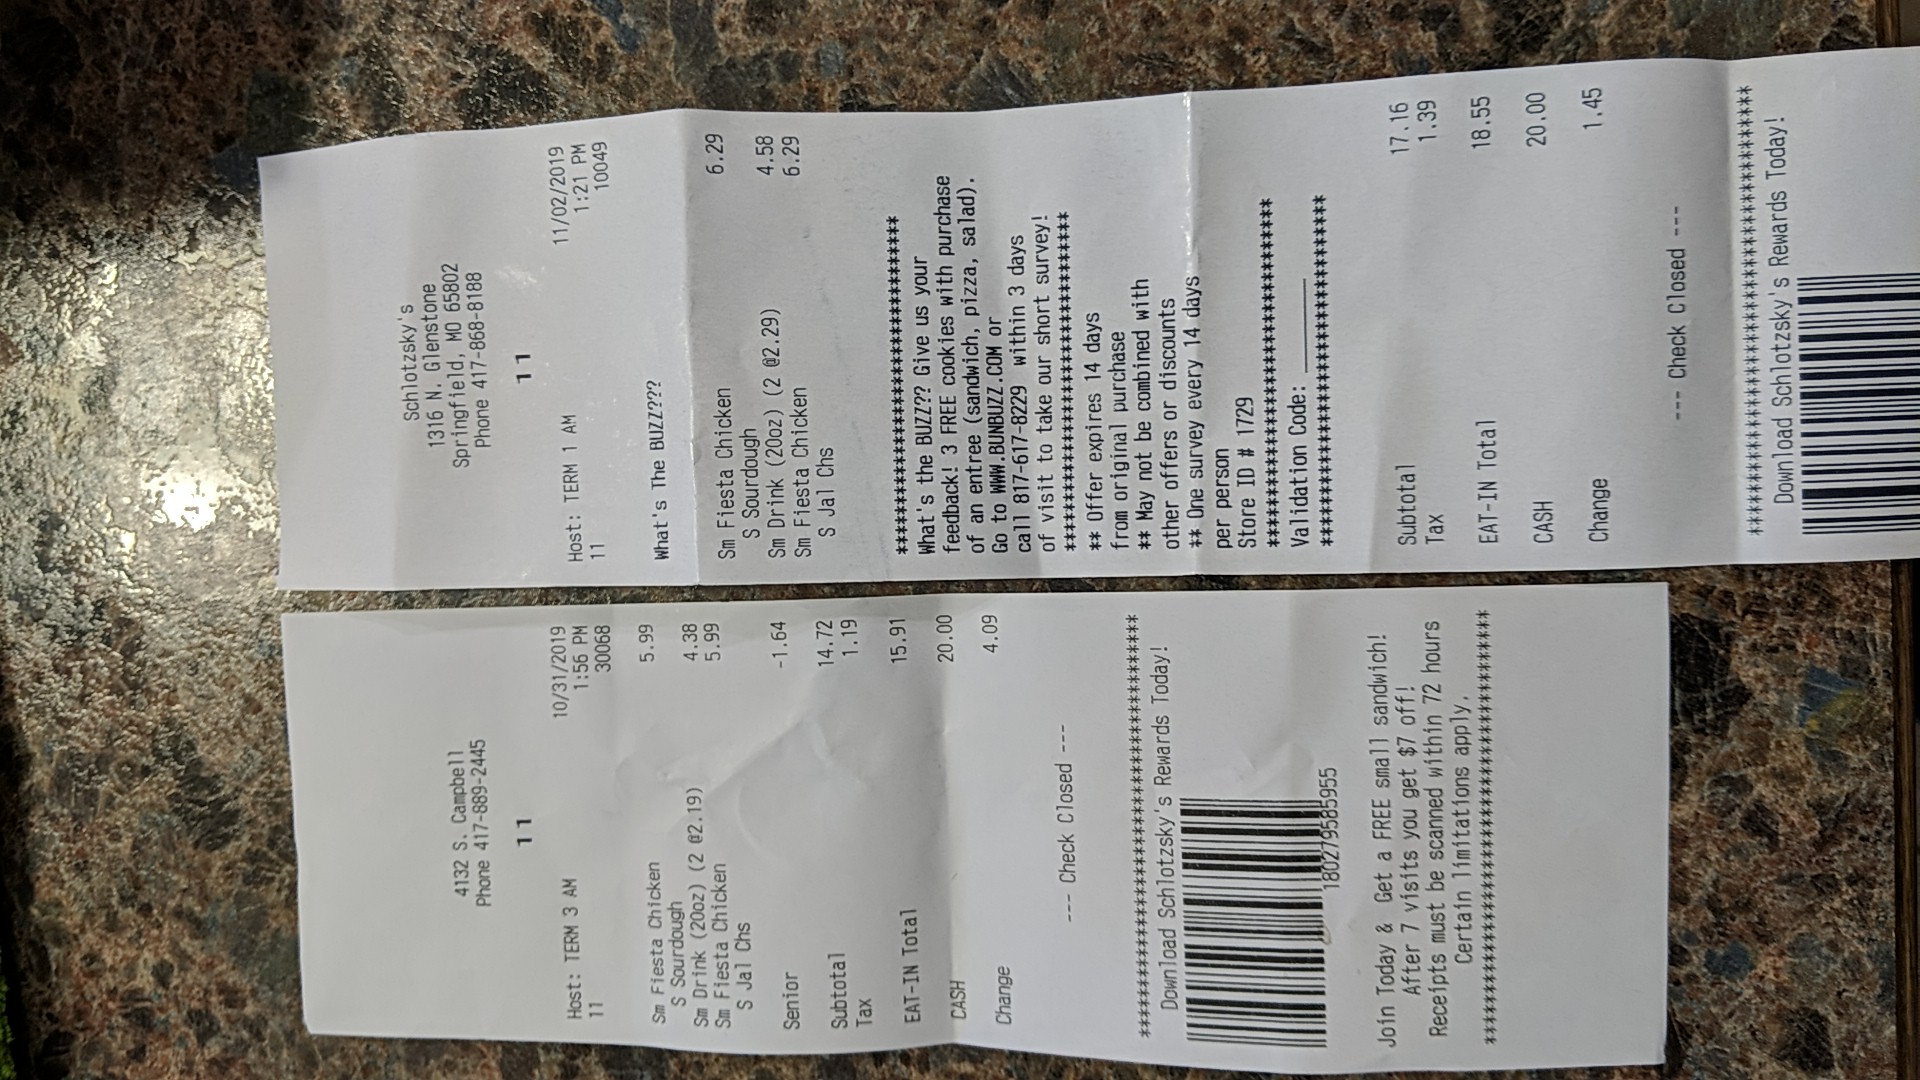 Schlotzsky's
1316 N. Glenstone
Springfield, MO 65802
Phone 417-868-8188
11
11/02/2019
Host: TERM 1 AM 1:21 PM
11 10049
What's The BUZZ???
Sm Fiesta Chicken 6.29
S Sourdough
Sm Drink (20oz) (2 @2.29) 4.58
Sm Fiesta Chicken 6.29
S Jal Chs
****************************************
What's the BUZZ?? Give us your
feedback! 3 FREE cookies with purchase
of an entree (sandwich, pizza, salad).
Go to WWW.BUNBUZZ.COM or
call 817-617-8229 within 3 days
of visit to take our short survey!
****************************************
** Offer expires 14 days
from original purchase
** May not be combined with
other offers or discounts
** One survey every 14 days
per person
Store ID # 1729
****************************************
Validation Code: __________
****************************************
Subtotal 17.16
Tax 1.39
EAT-IN Total 18.55
CASH 20.00
Change 1.45
--- Check Closed ---
****************************************
Download Schlotzsky's Rewards Today!
4132 S. Campbell
Phone 417-889-2445
11
10/31/2019
Host: TERM 3 AM 1:56 PM
11 30068
Sm Fiesta Chicken 5.99
S Sourdough
Sm Drink (20oz) (2 @2.19) 4.38
Sm Fiesta Chicken 5.99
S Jal Chs
Senior -1.64
Subtotal 14.72
Tax 1.19
EAT-IN Total 15.91
CASH 20.00
Change 4.09
--- Check Closed ---
****************************************
Download Schlotzsky's Rewards Today!
180279585955
Join Today & Get a FREE small sandwich!
After 7 visits you get $7 off!
Receipts must be scanned within 72 hours
Certain limitations apply.
****************************************